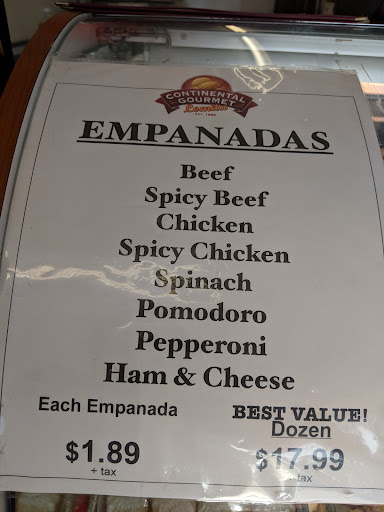 CONTINENTAL
GOURMET
Lomita
EMPANADAS
Beef
Spicy Beef
Chicken
Spicy Chicken
Spinach
Pomodoro
Pepperoni
Ham & Cheese
Each Empanada
$1.89
+ tax
BEST VALUE!
Dozen
$17.99
+ tax